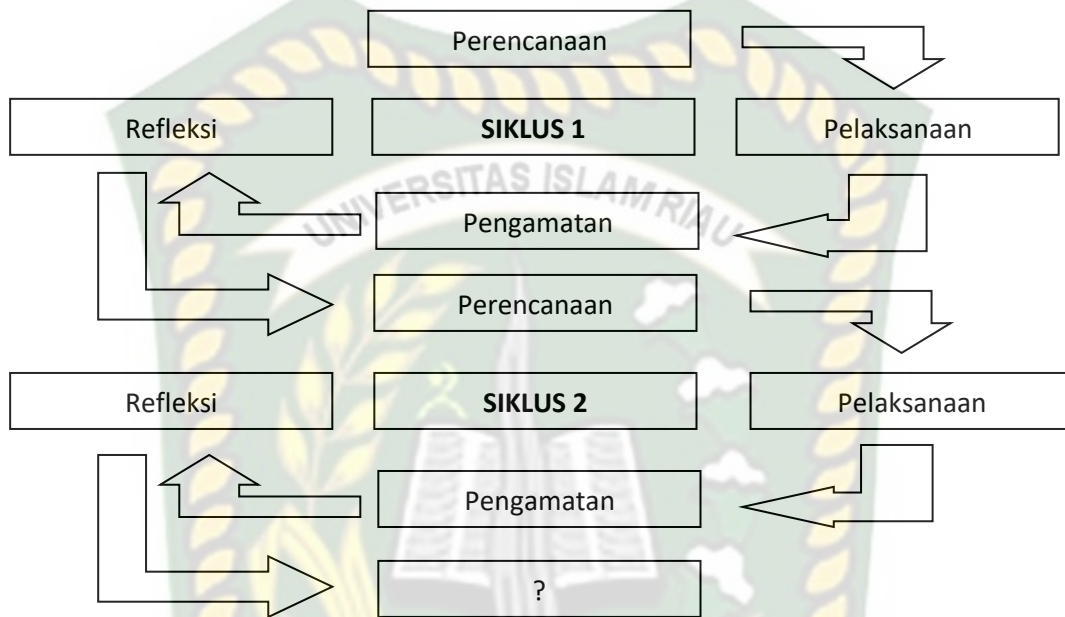 Perencanaan
Refleksi
SIKLUS 1
Pelaksanaan
UNIVERSITAS ISLAM RIAU
Pengamatan
Perencanaan
Refleksi
SIKLUS 2
Pelaksanaan
Pengamatan
?